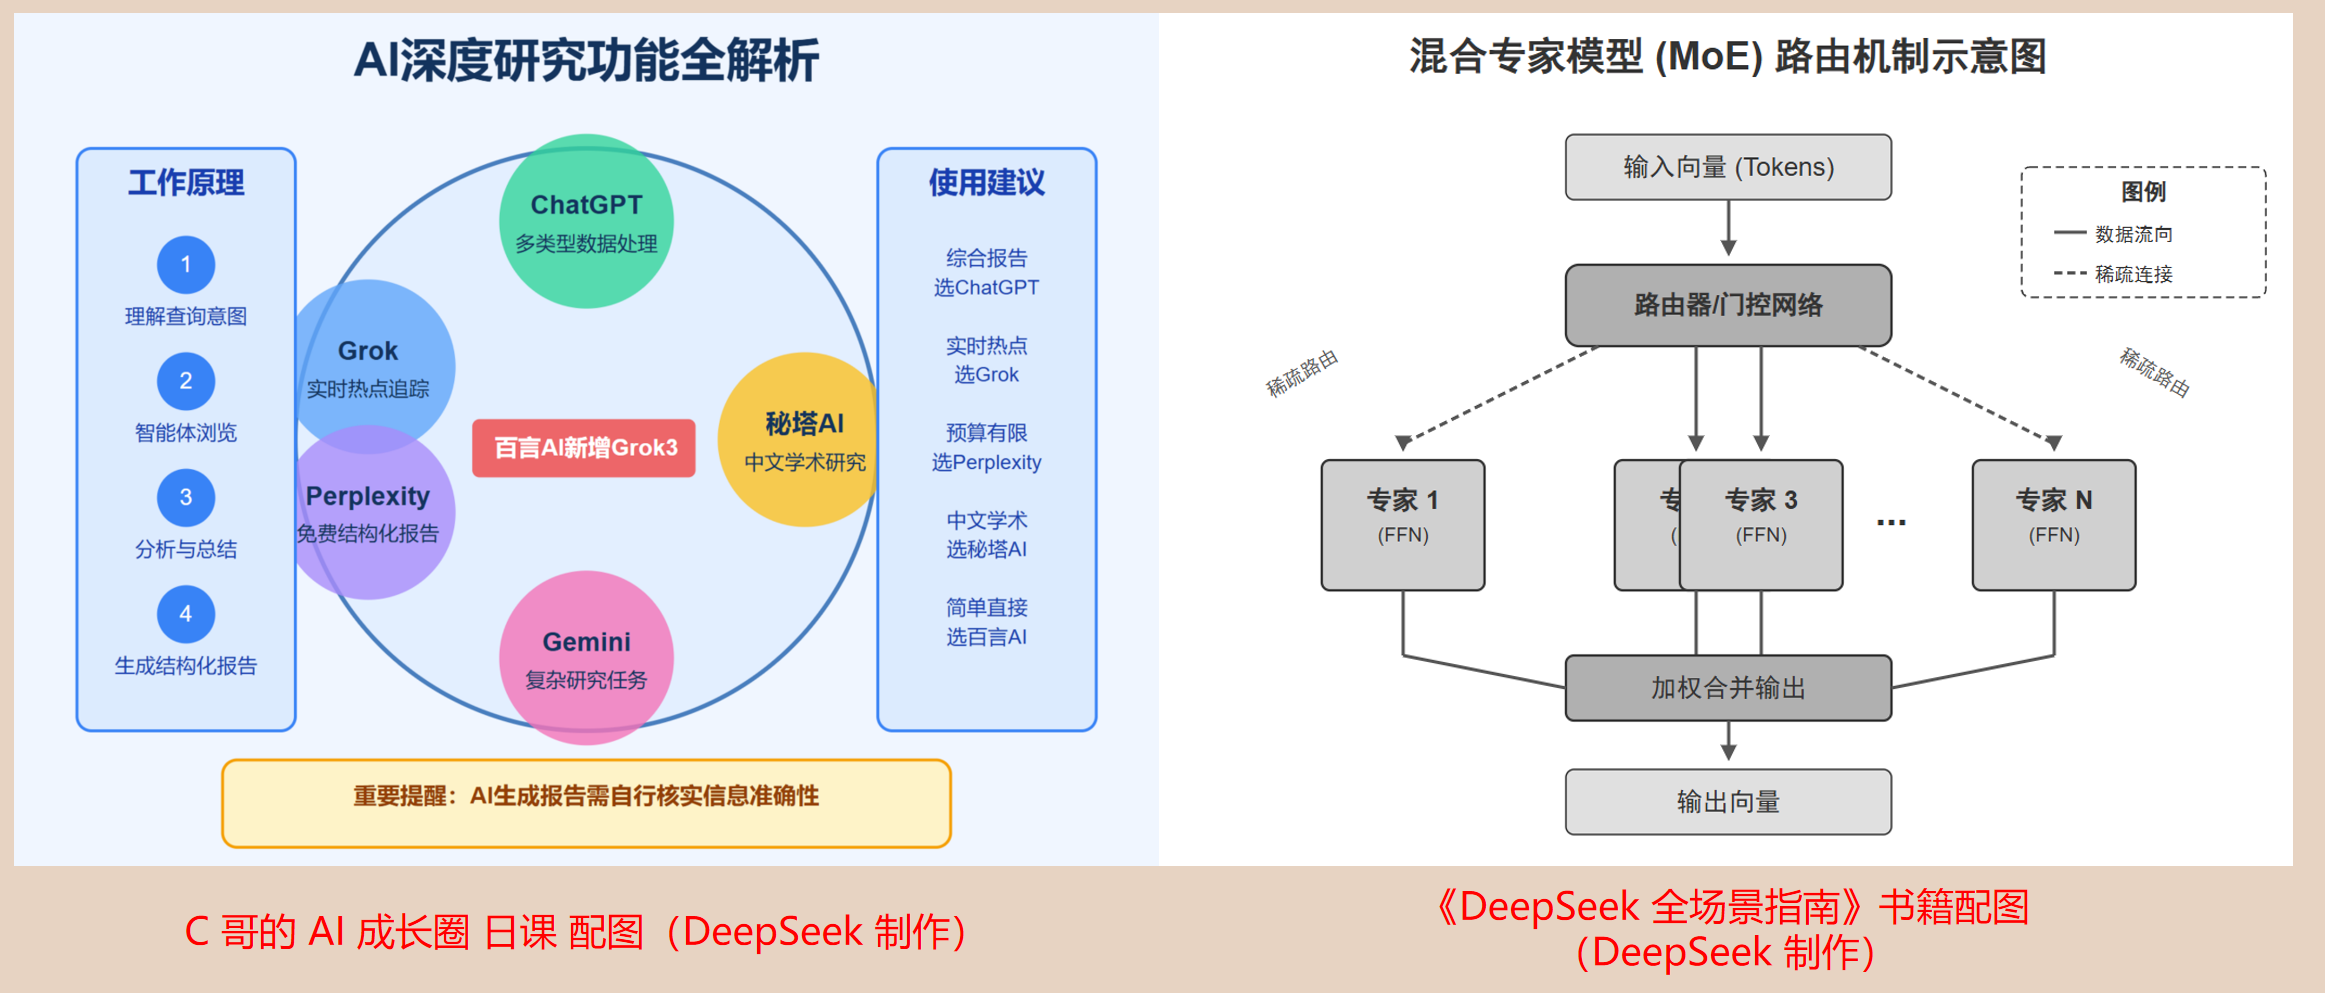 AI深度研究功能全解析
工作原理
1
理解查询意图
2
智能体浏览
3
分析与总结
4
生成结构化报告
ChatGPT
多类型数据处理
Grok
实时热点追踪
Perplexity
免费结构化报告
百言AI新增Grok3
秘塔AI
中文学术研究
Gemini
复杂研究任务
使用建议
综合报告
选ChatGPT
实时热点
选Grok
预算有限
选Perplexity
中文学术
选秘塔AI
简单直接
选百言AI
重要提醒：AI生成报告需自行核实信息准确性
C 哥的 AI 成长圈 日课 配图（DeepSeek 制作）
混合专家模型 (MoE) 路由机制示意图
输入向量 (Tokens)
图例
数据流向
稀疏连接
路由器/门控网络
稀疏路由
稀疏路由
专家 1
(FFN)
专家 3
(FFN)
...
专家 N
(FFN)
加权合并输出
输出向量
《DeepSeek 全场景指南》书籍配图
（DeepSeek 制作）